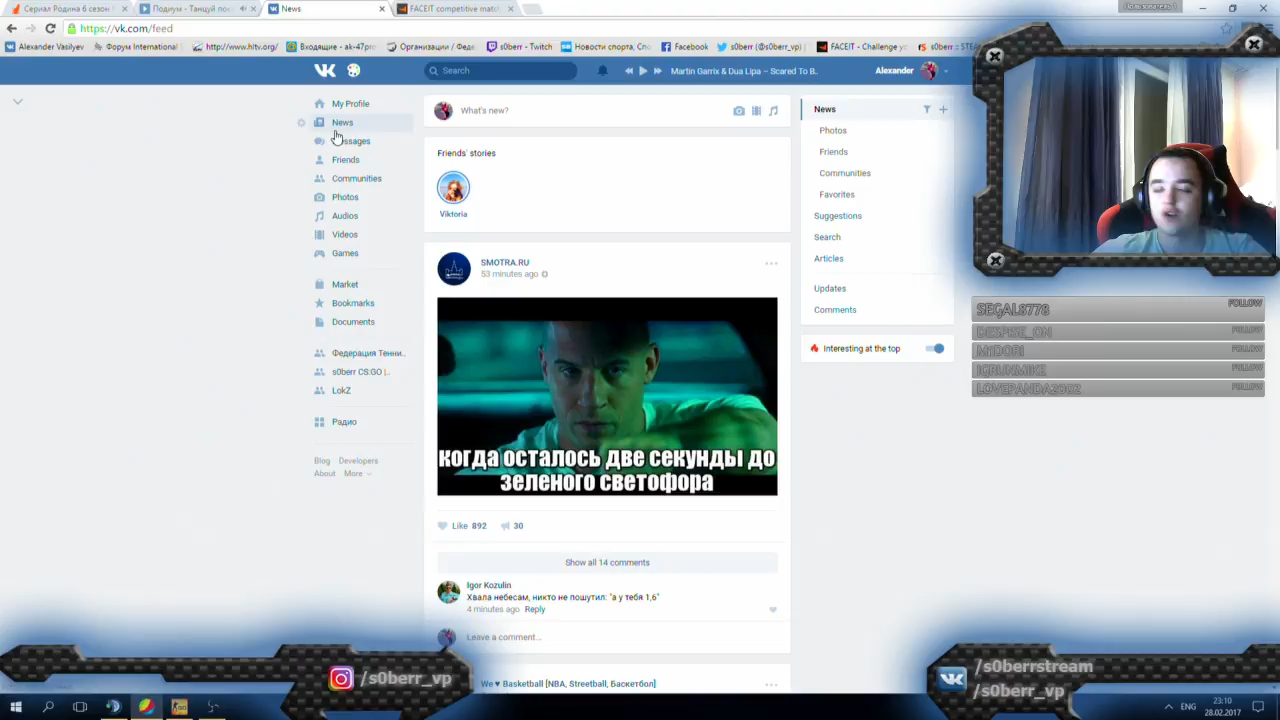 Сериал Родина 6 сезон
Подиум - Танцуй пок
News
FACEIT competitive matc
https://vk.com/feed
Alexander Vasilyev
Форум International
http://www.hltv.org/
Входящие - ak-47pro
Организации / Феде
s0berr - Twitch
Новости спорта, Спо
Facebook
s0berr (@s0berr_vp)
FACEIT - Challenge yo
s0berr :: STEA
Search
Martin Garrix & Dua Lipa – Scared To B..
Alexander
My Profile
News
Messages
Friends
Communities
Photos
Audios
Videos
Games
Market
Bookmarks
Documents
Федерация Тенни..
s0berr CS:GO |..
LokZ
Радио
Blog Developers
About More
What's new?
Friends' stories
Viktoria
SMOTRA.RU
53 minutes ago
когда осталось две секунды до
зеленого светофора
Like 892 30
Show all 14 comments
Igor Kozulin
Хвала небесам, никто не пошутил: "а у тебя 1,6"
4 minutes ago Reply
Leave a comment...
We ♥ Basketball [NBA, Streetball, Баскетбол]
News
Photos
Friends
Communities
Favorites
Suggestions
Search
Articles
Updates
Comments
Interesting at the top
SEGAL8778 FOLLOW
DESPISE_ON FOLLOW
M1DORI FOLLOW
IGRUNMIKE FOLLOW
LOVEPANDA2002 FOLLOW
/s0berr_vp
/s0berrstream
/s0berr_vp
ENG
23:10
28.02.2017